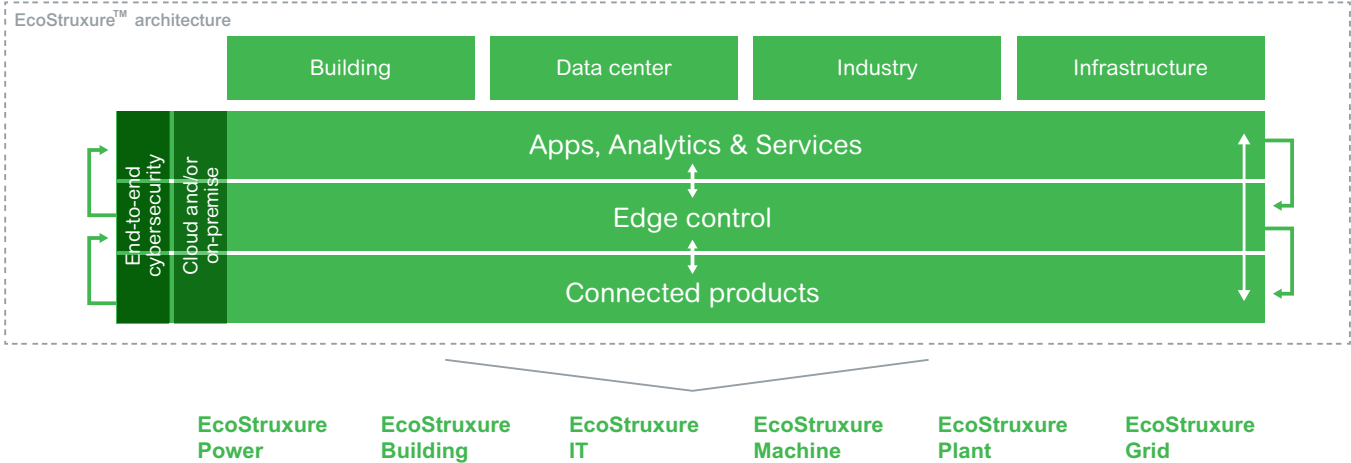 EcoStruxure™ architecture
Building
Data center
Industry
Infrastructure
End-to-end
cybersecurity
Cloud and/or
on-premise
Apps, Analytics & Services
Edge control
Connected products
EcoStruxure
Power
EcoStruxure
Building
EcoStruxure
IT
EcoStruxure
Machine
EcoStruxure
Plant
EcoStruxure
Grid